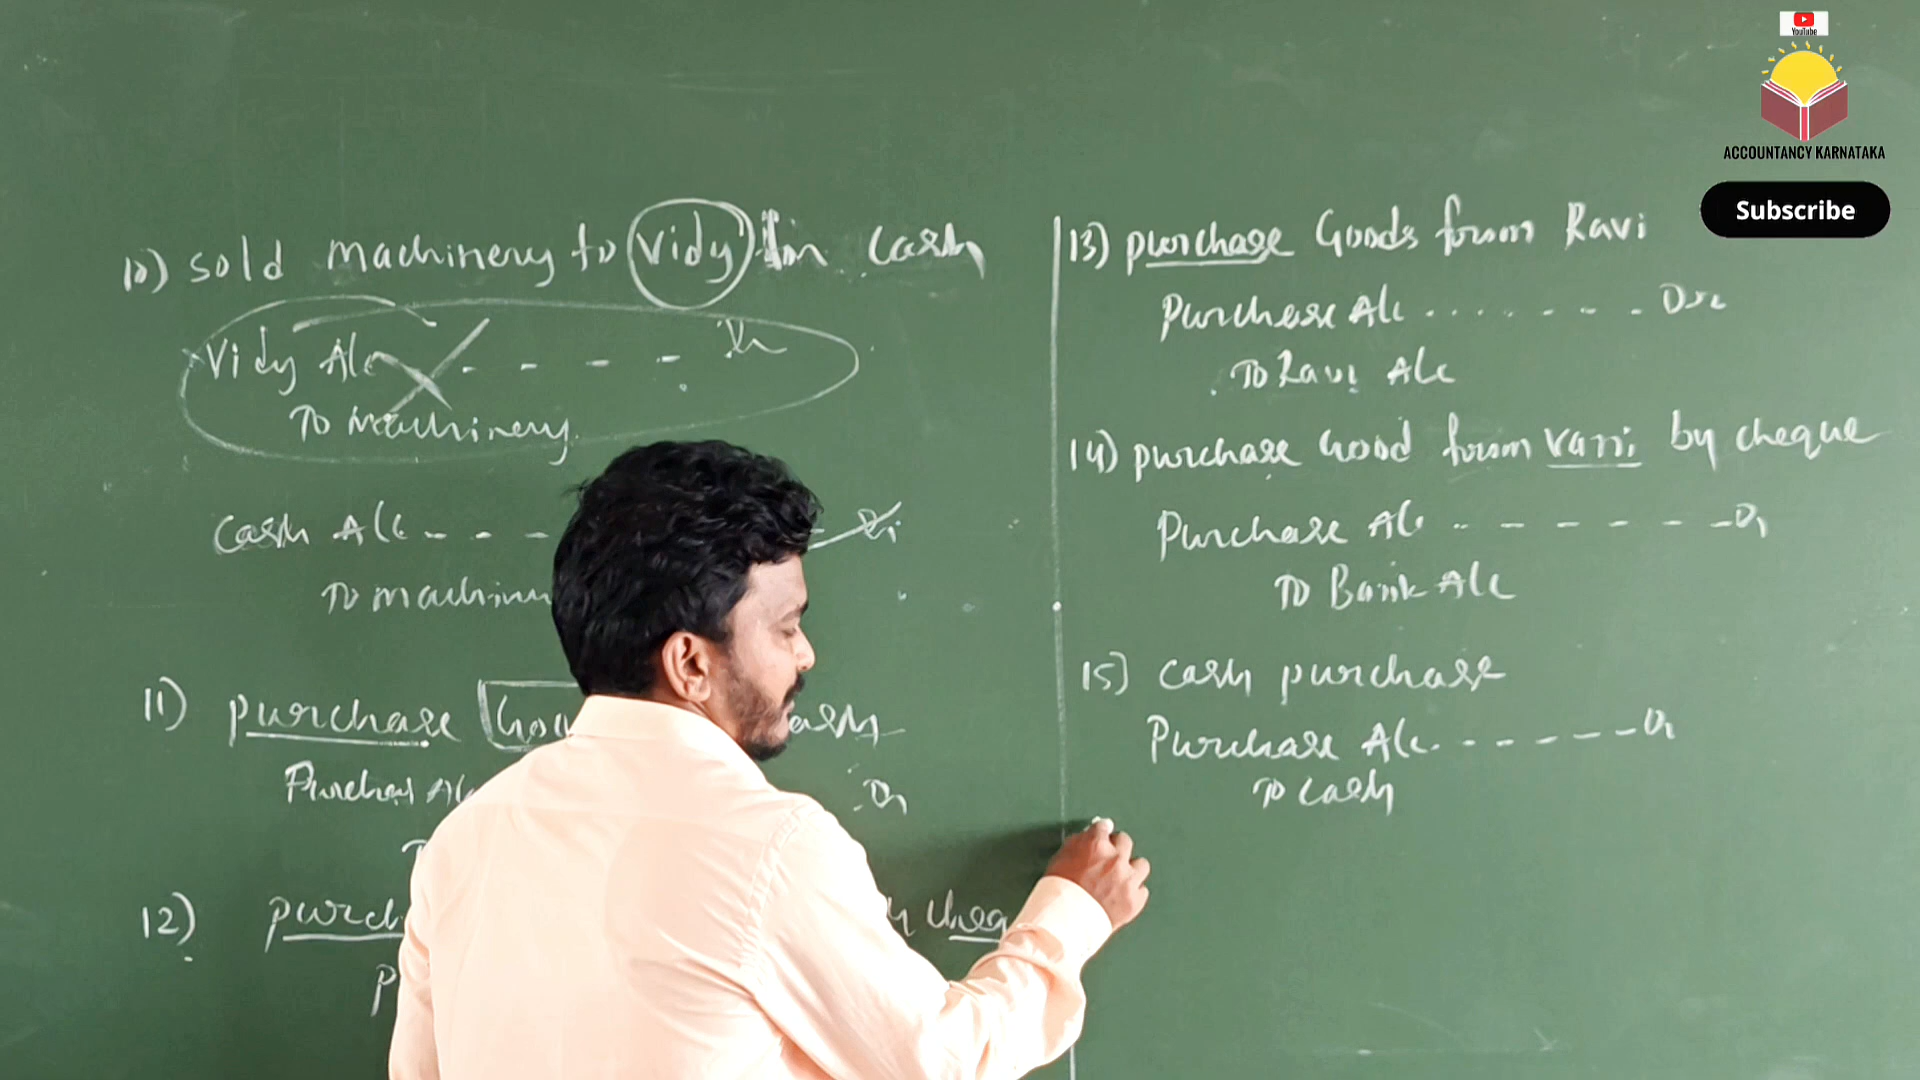 10) Sold machinery to Vidy for cash
Vidy A/c - - - - Dr
To machinery
Cash A/c - - - Dr
To machin
11) purchase Goo ash
Purchas A/c Dr
T
12) purch y cheq
P
13) purchase Goods from Ravi
Purchase A/c ........ Dr
To Ravi A/c
14) purchase Good from Vani by cheque
Purchase A/c - - - - - - Dr
To Bank A/c
15) cash purchase
Purchase A/c. - - - - - Dr
To cash
YouTube
ACCOUNTANCY KARNATAKA
Subscribe